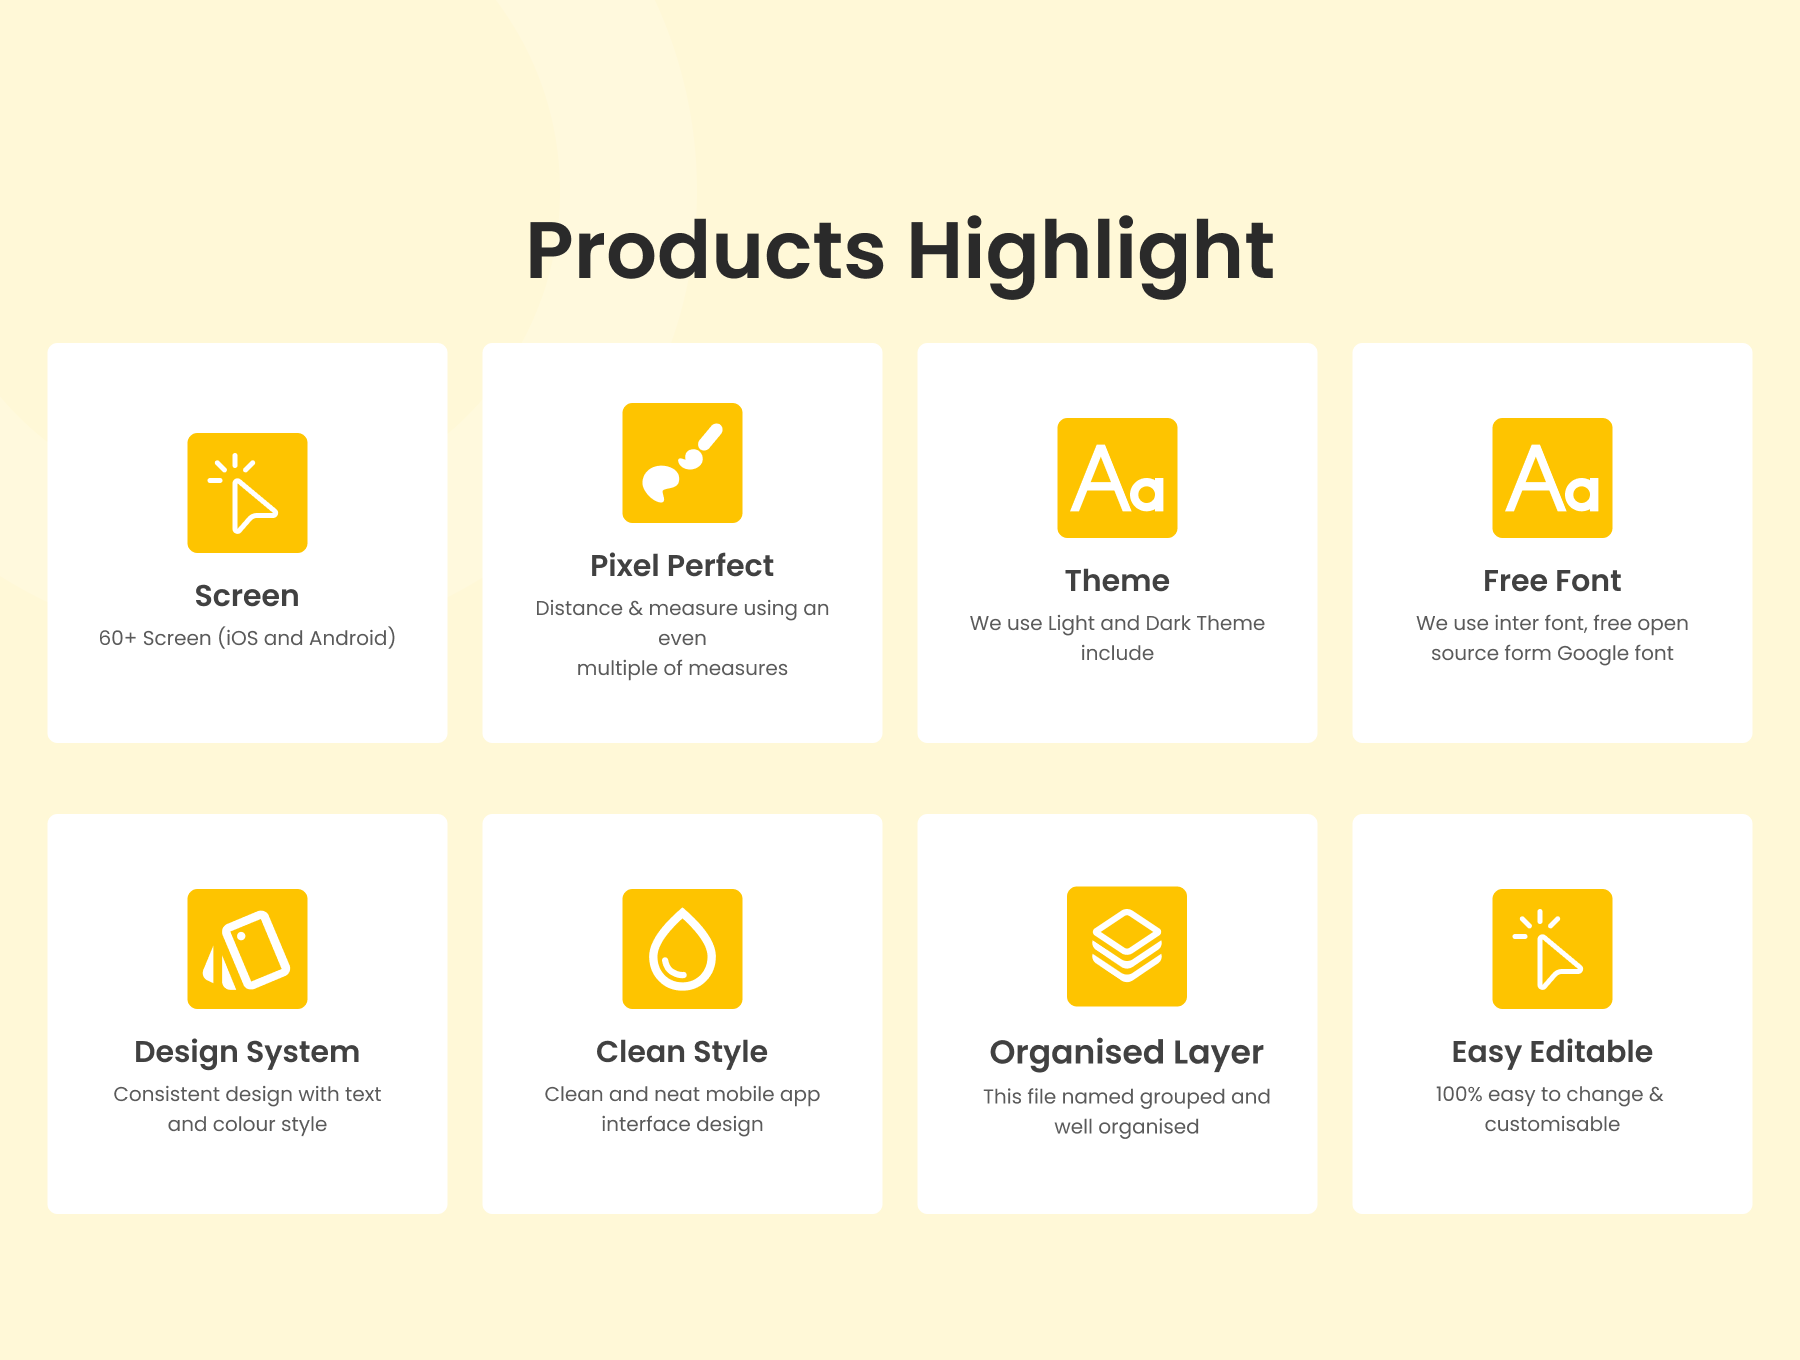 Products Highlight
Screen
60+ Screen (iOS and Android)
Pixel Perfect
Distance & measure using an
even
multiple of measures
Aa
Theme
We use Light and Dark Theme
include
Aa
Free Font
We use inter font, free open
source form Google font
Design System
Consistent design with text
and colour style
Clean Style
Clean and neat mobile app
interface design
Organised Layer
This file named grouped and
well organised
Easy Editable
100% easy to change &
customisable